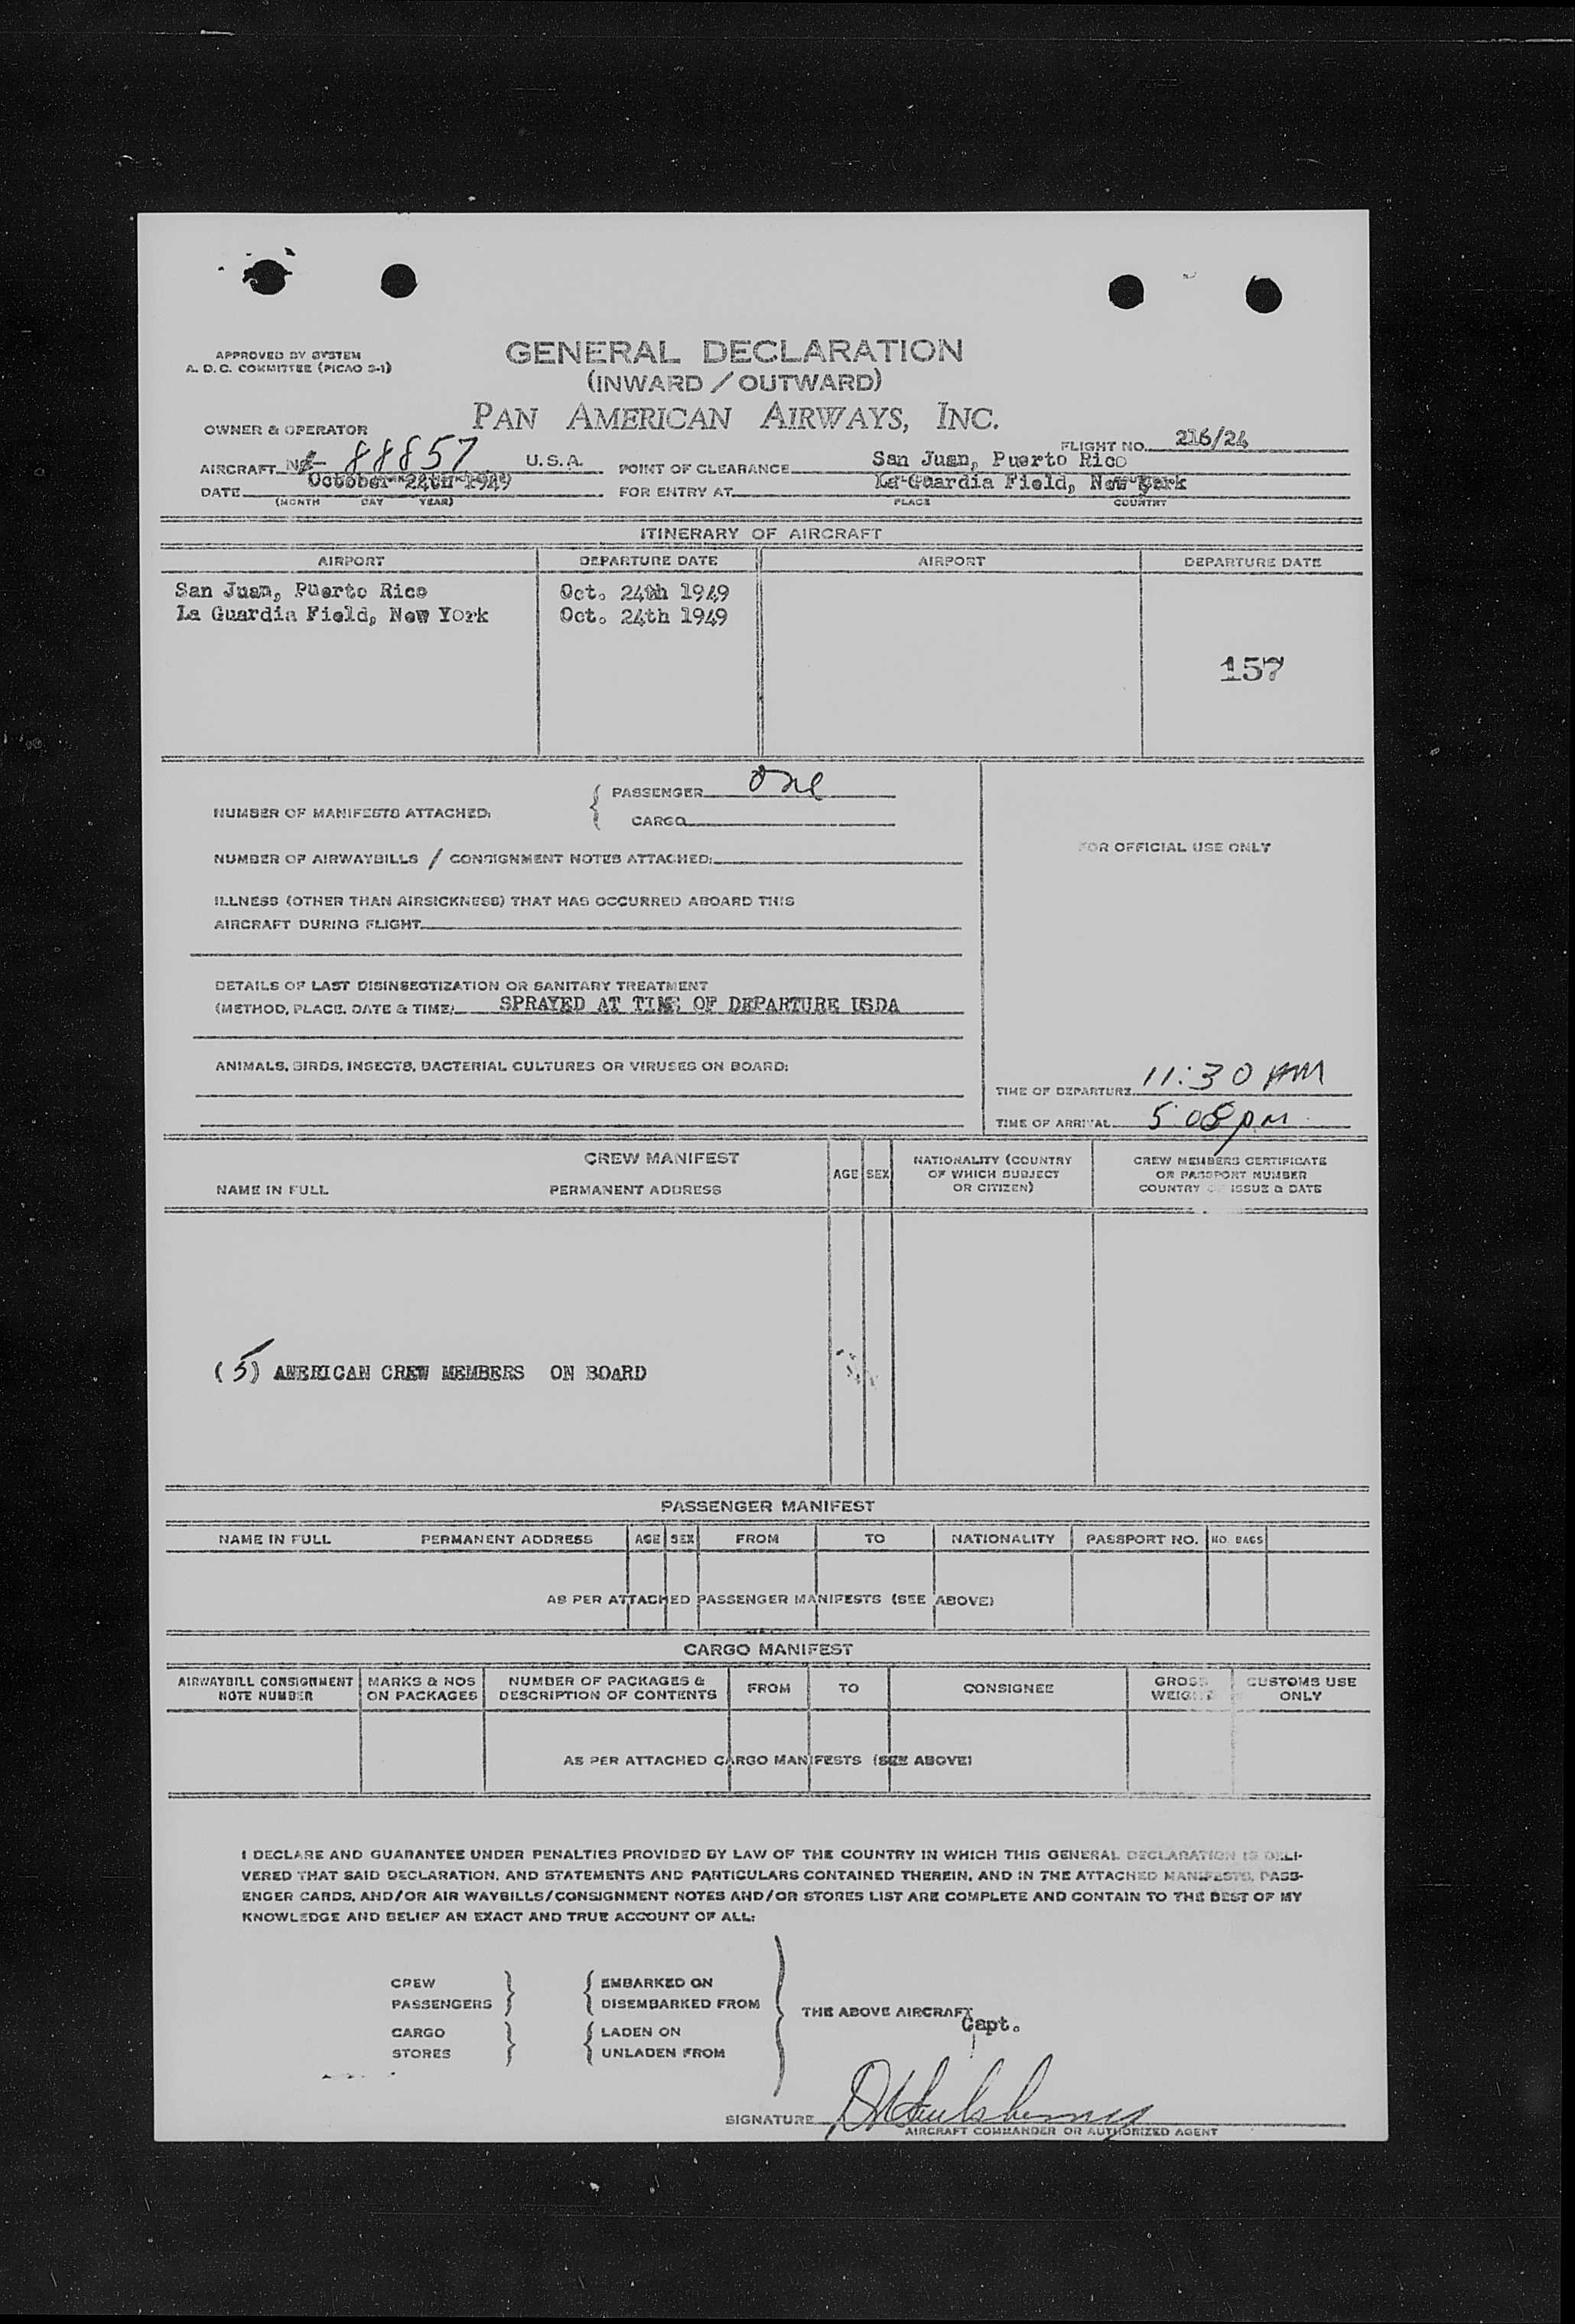 APPROVED BY SYSTEM
A. D. C. COMMITTEE (PICAO S-1)
GENERAL DECLARATION
(INWARD / OUTWARD)
PAN AMERICAN AIRWAYS, INC.
OWNER & OPERATOR
FLIGHT NO. 216/24
AIRCRAFT 88857 U.S.A. POINT OF CLEARANCE San Juan, Puerto Rico
DATE October 24th 1949 FOR ENTRY AT La Guardia Field, New York
(MONTH DAY YEAR) PLACE COUNTRY
ITINERARY OF AIRCRAFT
AIRPORT DEPARTURE DATE AIRPORT DEPARTURE DATE
San Juan, Puerto Rico Oct. 24th 1949
La Guardia Field, New York Oct. 24th 1949
157
NUMBER OF MANIFESTS ATTACHED: PASSENGER One
CARGO
FOR OFFICIAL USE ONLY
NUMBER OF AIRWAYBILLS / CONSIGNMENT NOTES ATTACHED:
ILLNESS (OTHER THAN AIRSICKNESS) THAT HAS OCCURRED ABOARD THIS
AIRCRAFT DURING FLIGHT
DETAILS OF LAST DISINSECTIZATION OR SANITARY TREATMENT
(METHOD, PLACE, DATE & TIME) SPRAYED AT TIME OF DEPARTURE USDA
ANIMALS, BIRDS, INSECTS, BACTERIAL CULTURES OR VIRUSES ON BOARD:
TIME OF DEPARTURE 11:30 AM
TIME OF ARRIVAL 5:08 PM
CREW MANIFEST
NAME IN FULL PERMANENT ADDRESS AGE SEX NATIONALITY (COUNTRY OF WHICH SUBJECT OR CITIZEN) CREW MEMBERS CERTIFICATE OR PASSPORT NUMBER COUNTRY OF ISSUE & DATE
(5) AMERICAN CREW MEMBERS ON BOARD
PASSENGER MANIFEST
NAME IN FULL PERMANENT ADDRESS AGE SEX FROM TO NATIONALITY PASSPORT NO. NO. BAGS
AS PER ATTACHED PASSENGER MANIFESTS (SEE ABOVE)
CARGO MANIFEST
AIRWAYBILL CONSIGNMENT NOTE NUMBER MARKS & NOS ON PACKAGES NUMBER OF PACKAGES & DESCRIPTION OF CONTENTS FROM TO CONSIGNEE GROSS WEIGHT CUSTOMS USE ONLY
AS PER ATTACHED CARGO MANIFESTS (SEE ABOVE)
I DECLARE AND GUARANTEE UNDER PENALTIES PROVIDED BY LAW OF THE COUNTRY IN WHICH THIS GENERAL DECLARATION IS DELI-
VERED THAT SAID DECLARATION, AND STATEMENTS AND PARTICULARS CONTAINED THEREIN, AND IN THE ATTACHED MANIFESTS, PASS-
ENGER CARDS, AND/OR AIR WAYBILLS/CONSIGNMENT NOTES AND/OR STORES LIST ARE COMPLETE AND CONTAIN TO THE BEST OF MY
KNOWLEDGE AND BELIEF AN EXACT AND TRUE ACCOUNT OF ALL:
CREW EMBARKED ON
PASSENGERS DISEMBARKED FROM
THE ABOVE AIRCRAFT
Capt.
CARGO LADEN ON
STORES UNLADEN FROM
SIGNATURE
AIRCRAFT COMMANDER OR AUTHORIZED AGENT